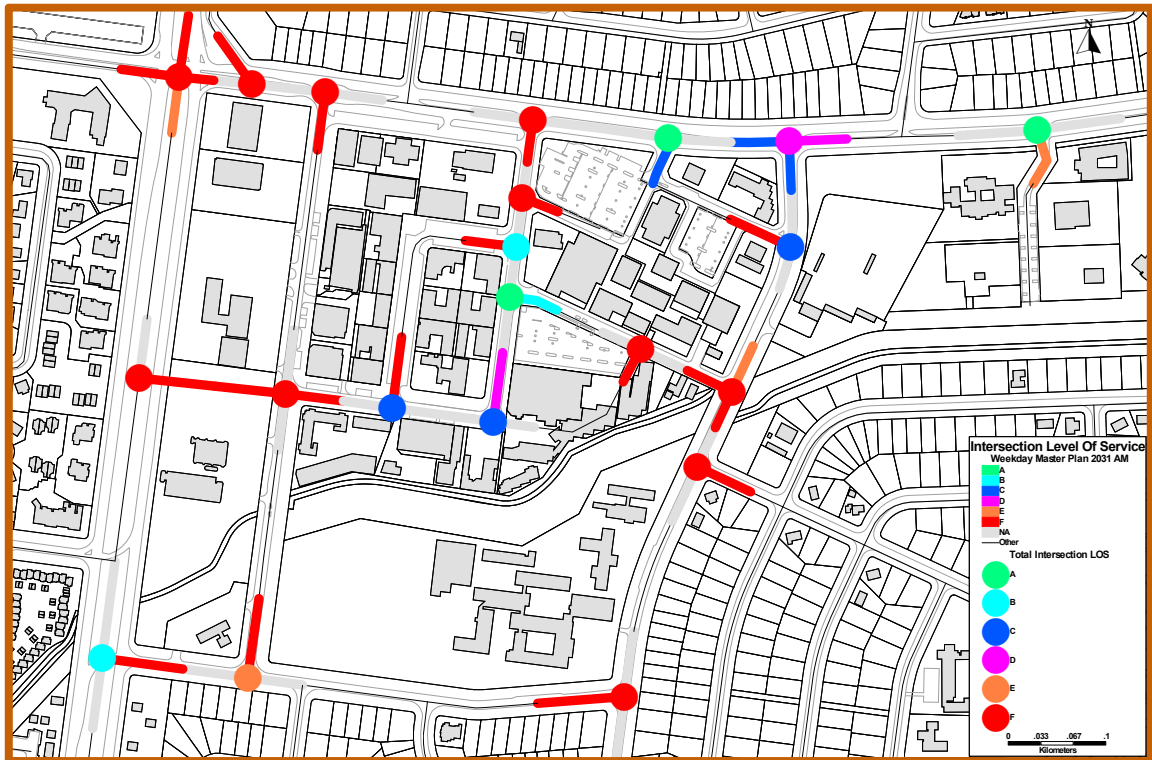 N
Intersection Level Of Service
Weekday Master Plan 2031 AM
A
B
C
D
E
F
NA
Other
Total Intersection LOS
A
B
C
D
E
F
0 .033 .067 .1
Kilometers